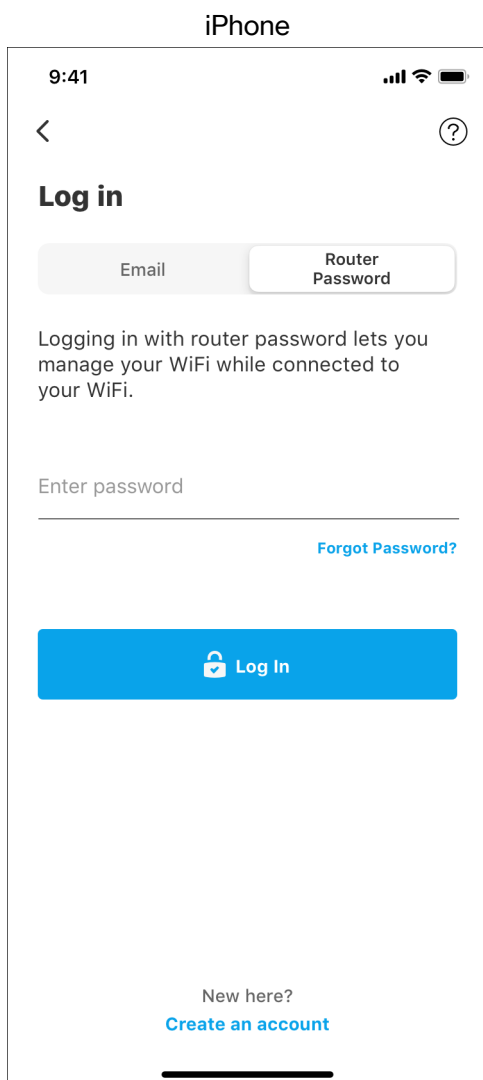 iPhone
9:41
?
Log in
Email
Router
Password
Logging in with router password lets you
manage your WiFi while connected to
your WiFi.
Enter password
Forgot Password?
Log In
New here?
Create an account